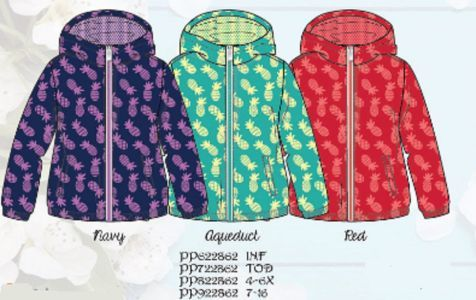 Navy Aqueduct Red
PP622862 INF
PP722862 TOD
PP822862 4-6X
PP922862 7-16